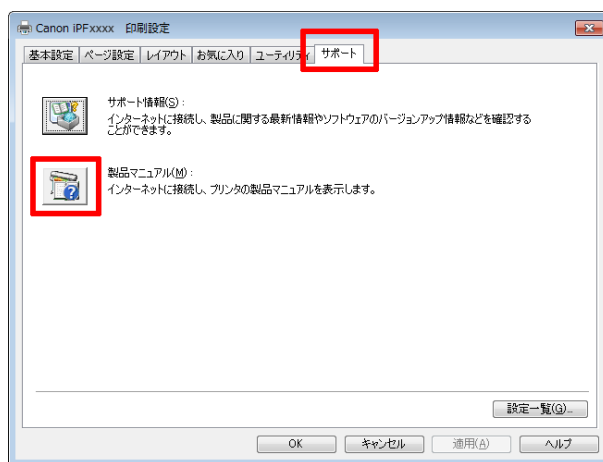 Canon iPFxxxx 印刷設定
基本設定 ページ設定 レイアウト お気に入り ユーティリティ サポート
サポート情報(S) :
インターネットに接続し、製品に関する最新情報やソフトウェアのバージョンアップ情報などを確認する
ことができます。
製品マニュアル(M) :
インターネットに接続し、プリンタの製品マニュアルを表示します。
設定一覧(G)...
OK キャンセル 適用(A) ヘルプ